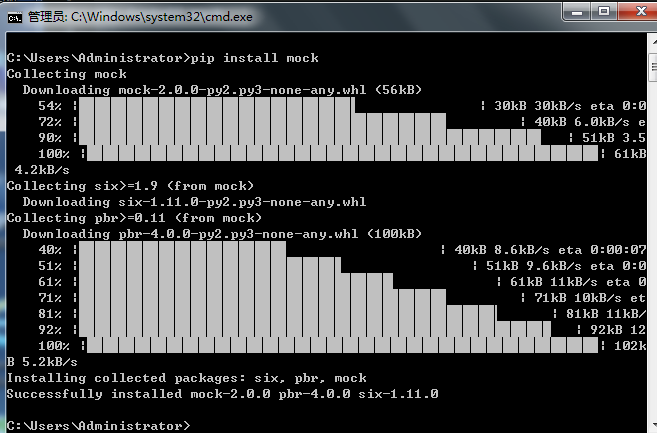 管理员: C:\Windows\system32\cmd.exe
C:\Users\Administrator>pip install mock
Collecting mock
Downloading mock-2.0.0-py2.py3-none-any.whl (56kB)
54% | | 30kB 30kB/s eta 0:0
72% | | 40kB 6.0kB/s e
90% | | 51kB 3.5
100% | | 61kB
4.2kB/s
Collecting six>=1.9 (from mock)
Downloading six-1.11.0-py2.py3-none-any.whl
Collecting pbr>=0.11 (from mock)
Downloading pbr-4.0.0-py2.py3-none-any.whl (100kB)
40% | | 40kB 8.6kB/s eta 0:00:07
51% | | 51kB 9.6kB/s eta 0:0
61% | | 61kB 11kB/s eta 0
71% | | 71kB 10kB/s et
81% | | 81kB 11kB/
92% | | 92kB 12
100% | | 102k
B 5.2kB/s
Installing collected packages: six, pbr, mock
Successfully installed mock-2.0.0 pbr-4.0.0 six-1.11.0
C:\Users\Administrator>